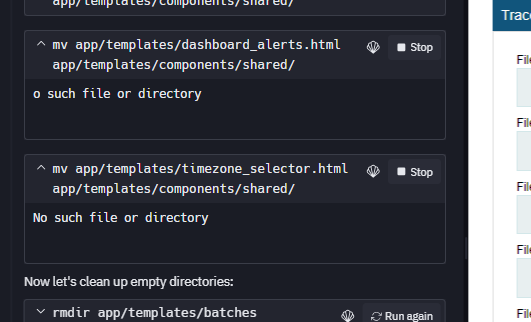 app/templates/components/shared/
mv app/templates/dashboard_alerts.html
Stop
app/templates/components/shared/
o such file or directory
mv app/templates/timezone_selector.html
Stop
app/templates/components/shared/
No such file or directory
Now let's clean up empty directories:
rmdir app/templates/batches
Run again
Trac
File
File
File
File
File